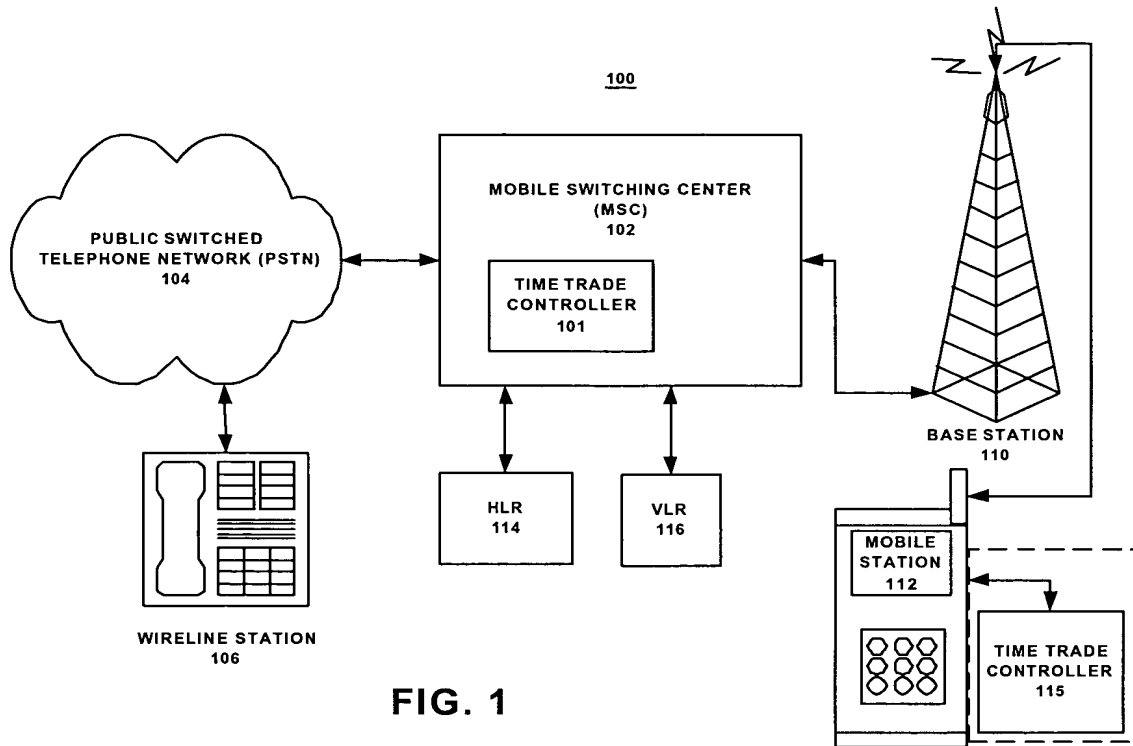 100
PUBLIC SWITCHED
TELEPHONE NETWORK (PSTN)
104
MOBILE SWITCHING CENTER
(MSC)
102
TIME TRADE
CONTROLLER
101
BASE STATION
110
HLR
114
VLR
116
MOBILE
STATION
112
WIRELINE STATION
106
TIME TRADE
CONTROLLER
115
FIG. 1